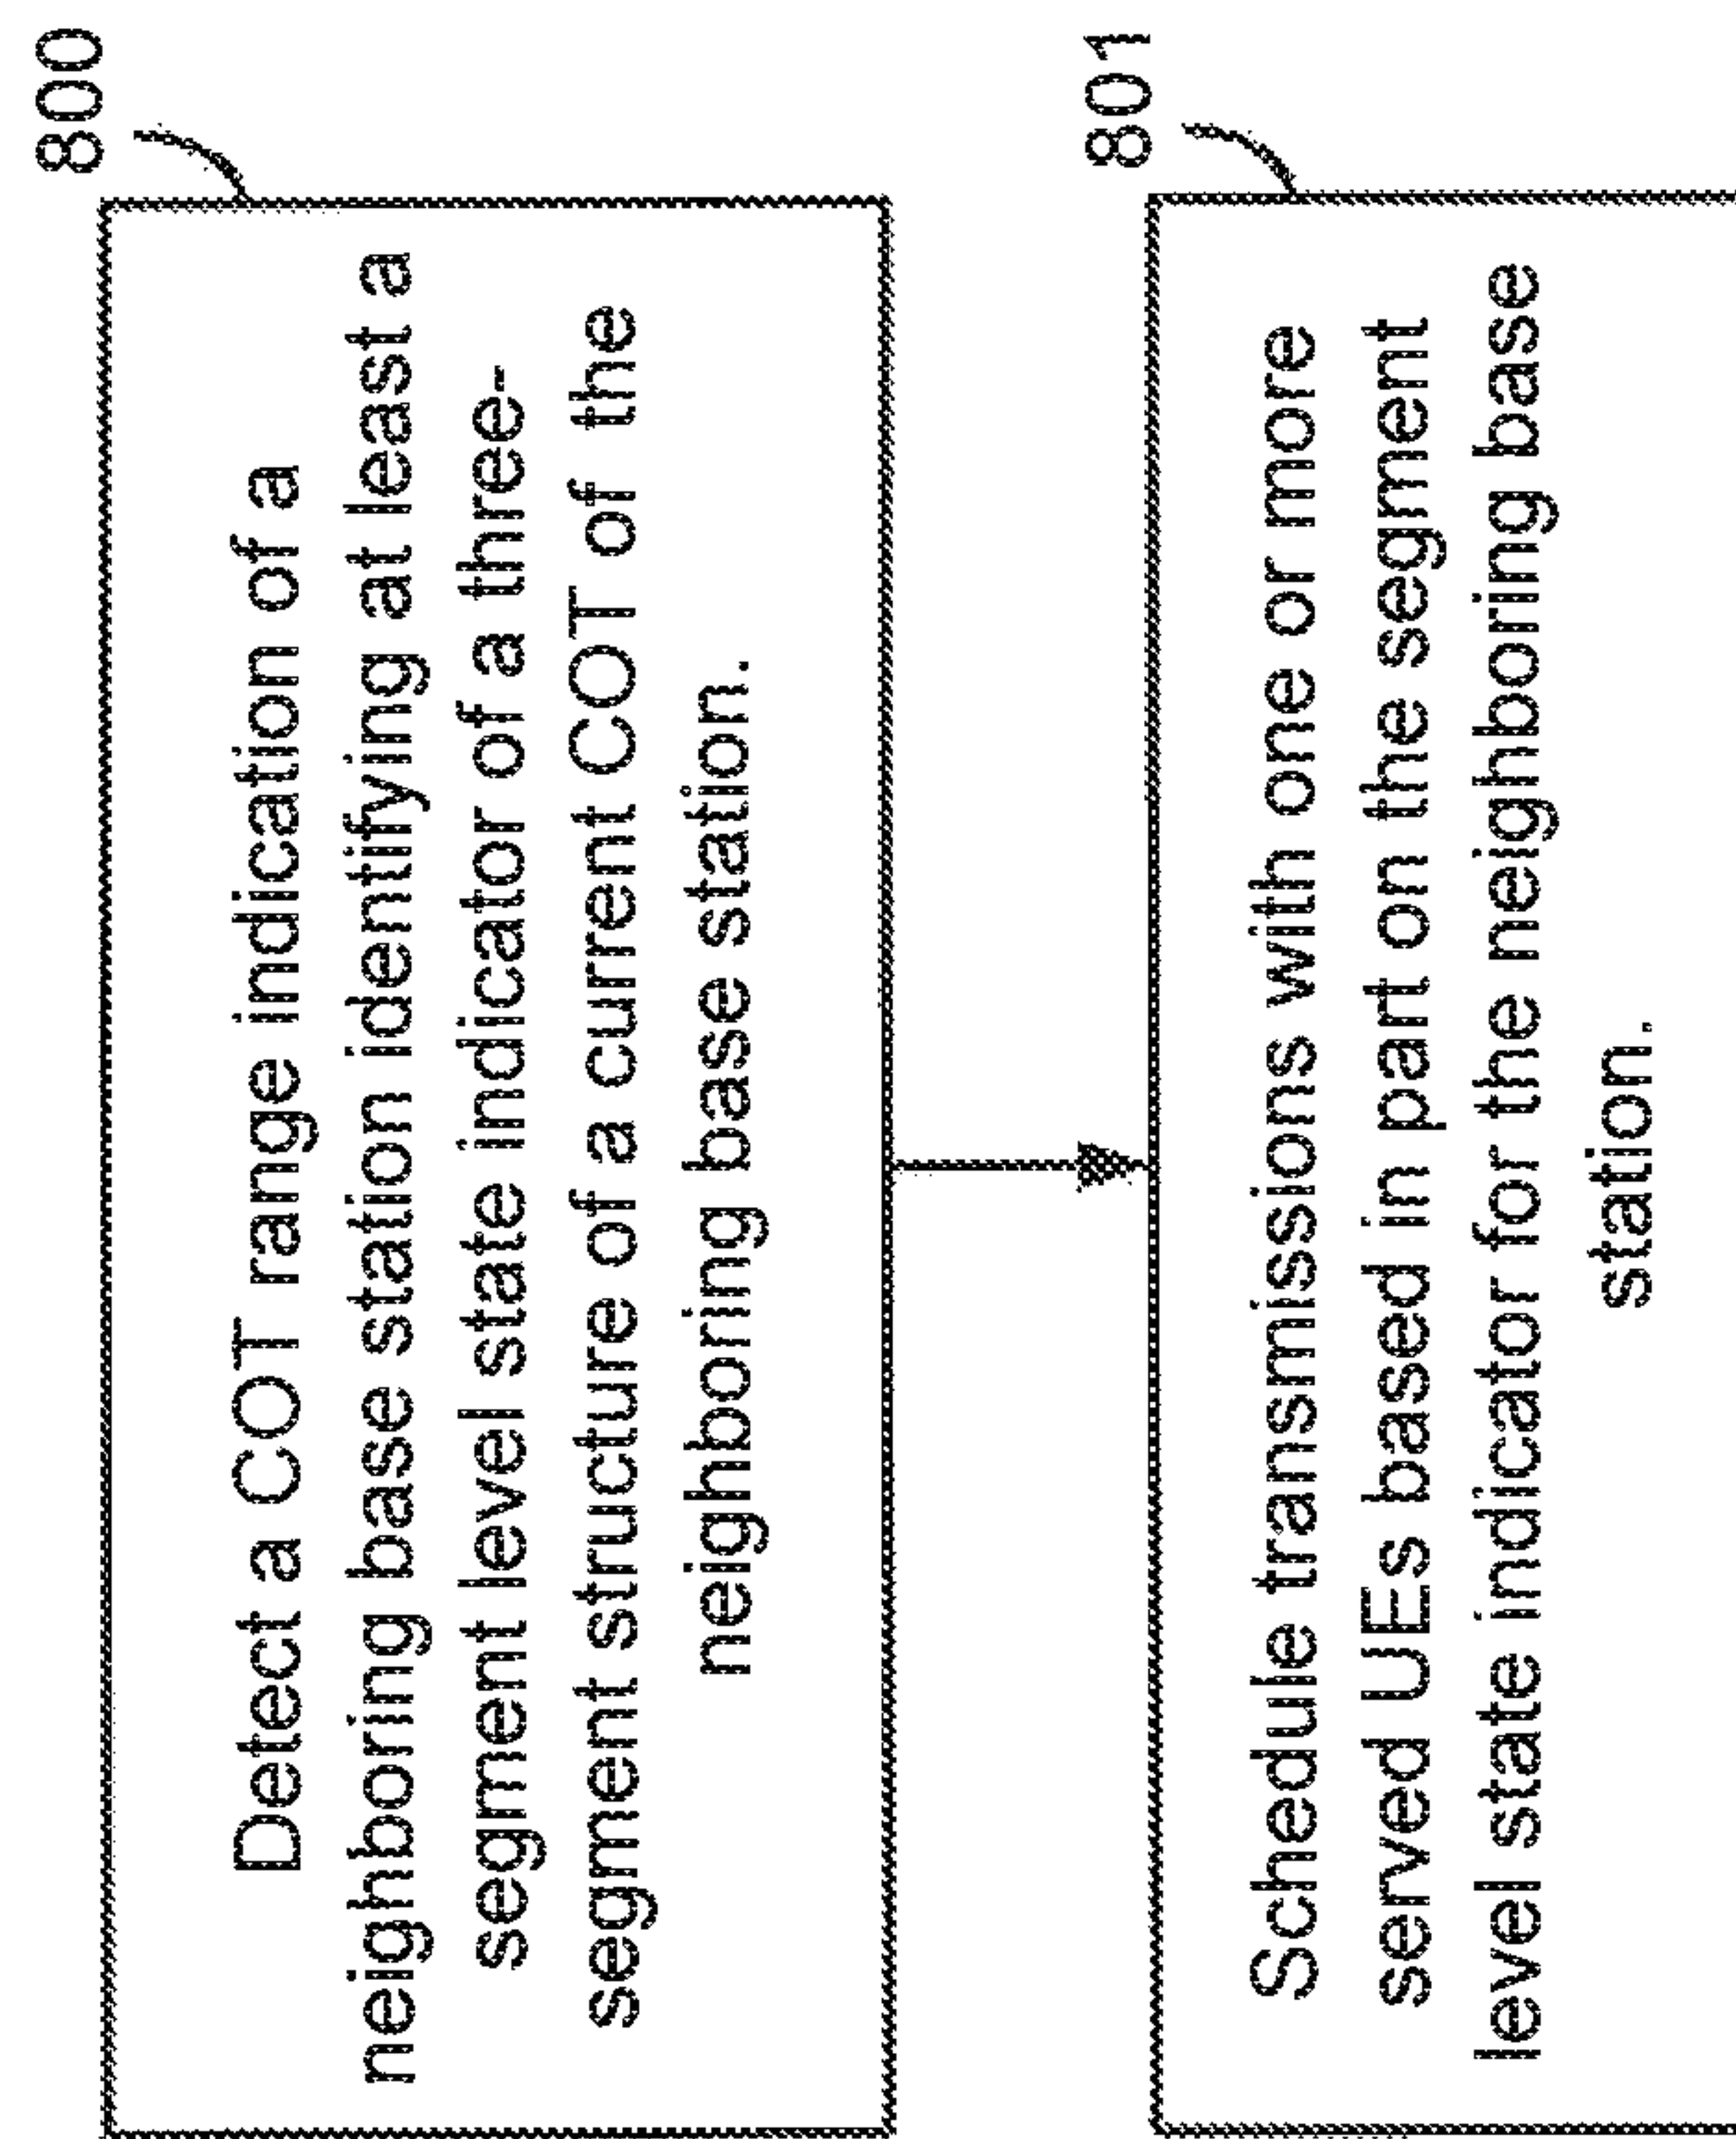 800
Detect a COT range indication of a
neighboring base station identifying at least a
segment level state indicator of a three-
segment structure of a current COT of the
neighboring base station.
801
Schedule transmissions with one or more
served UEs based in part on the segment
level state indicator for the neighboring base
station.